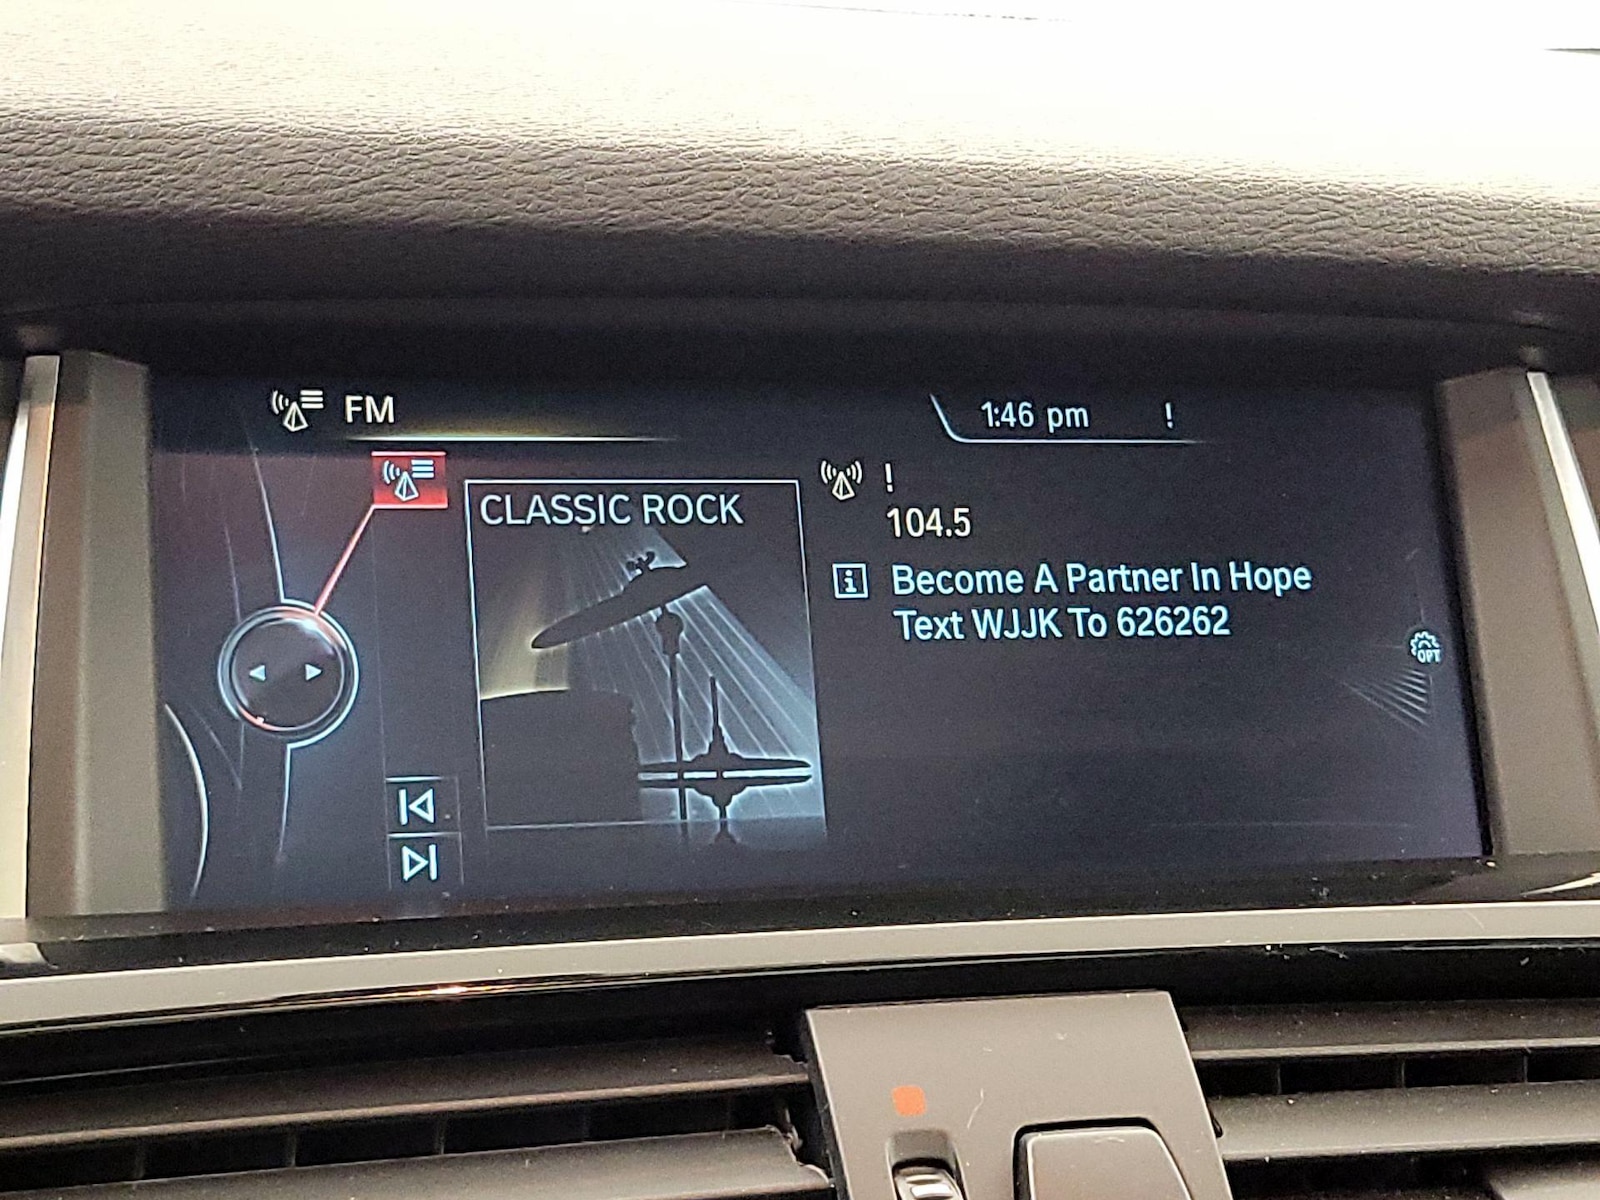 FM
1:46 pm !
CLASSIC ROCK
!
104.5
i Become A Partner In Hope
Text WJJK To 626262
OPT